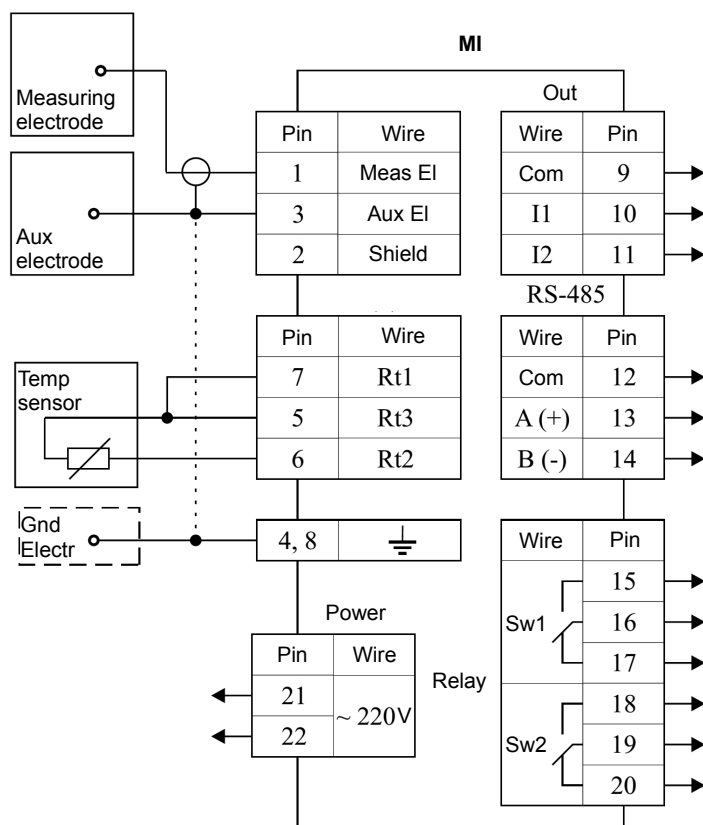 MI
Measuring
electrode
Aux
electrode
Pin Wire
1 Meas El
3 Aux El
2 Shield
Out
Wire Pin
Com 9
I1 10
I2 11
Temp
sensor
Pin Wire
7 Rt1
5 Rt3
6 Rt2
RS-485
Wire Pin
Com 12
A (+) 13
B (-) 14
Gnd
Electr
4, 8
Power
Pin Wire
21
22
~ 220V
Relay
Wire Pin
Sw1
15
16
17
Sw2
18
19
20